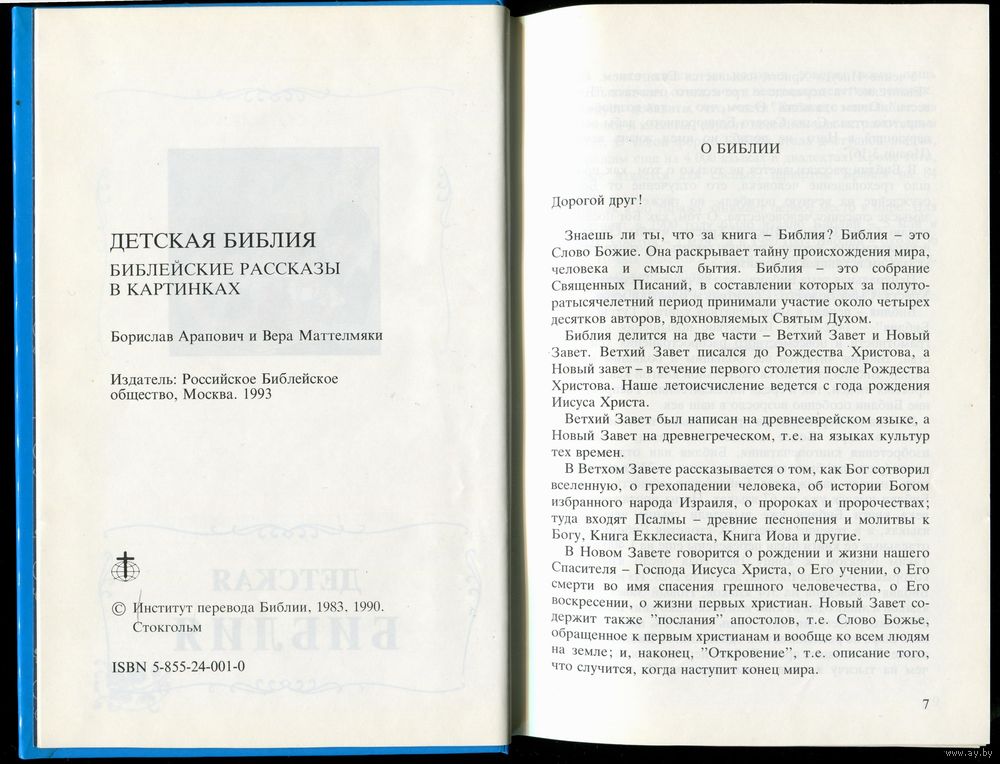 ДЕТСКАЯ БИБЛИЯ
БИБЛЕЙСКИЕ РАССКАЗЫ
В КАРТИНКАХ
Борислав Арапович и Вера Маттелмяки
Издатель: Российское Библейское
общество, Москва. 1993
© Институт перевода Библии, 1983. 1990.
Стокгольм
ISBN 5-855-24-001-0
О БИБЛИИ
Дорогой друг!
Знаешь ли ты, что за книга – Библия? Библия – это
Слово Божие. Она раскрывает тайну происхождения мира,
человека и смысл бытия. Библия – это собрание
Священных Писаний, в составлении которых за полуто-
ратысячелетний период принимали участие около четырех
десятков авторов, вдохновляемых Святым Духом.
Библия делится на две части – Ветхий Завет и Новый
Завет. Ветхий Завет писался до Рождества Христова, а
Новый завет – в течение первого столетия после Рождества
Христова. Наше летоисчисление ведется с года рождения
Иисуса Христа.
Ветхий Завет был написан на древнееврейском языке, а
Новый Завет на древнегреческом, т.е. на языках культур
тех времен.
В Ветхом Завете рассказывается о том, как Бог сотворил
вселенную, о грехопадении человека, об истории Богом
избранного народа Израиля, о пророках и пророчествах;
туда входят Псалмы – древние песнопения и молитвы к
Богу, Книга Екклесиаста, Книга Иова и другие.
В Новом Завете говорится о рождении и жизни нашего
Спасителя – Господа Иисуса Христа, о Его учении, о Его
смерти во имя спасения грешного человечества, о Его
воскресении, о жизни первых христиан. Новый Завет со-
держит также "послания" апостолов, т.е. Слово Божье,
обращенное к первым христианам и вообще ко всем людям
на земле; и, наконец, "Откровение", т.е. описание того,
что случится, когда наступит конец мира.
7
www.ay.by